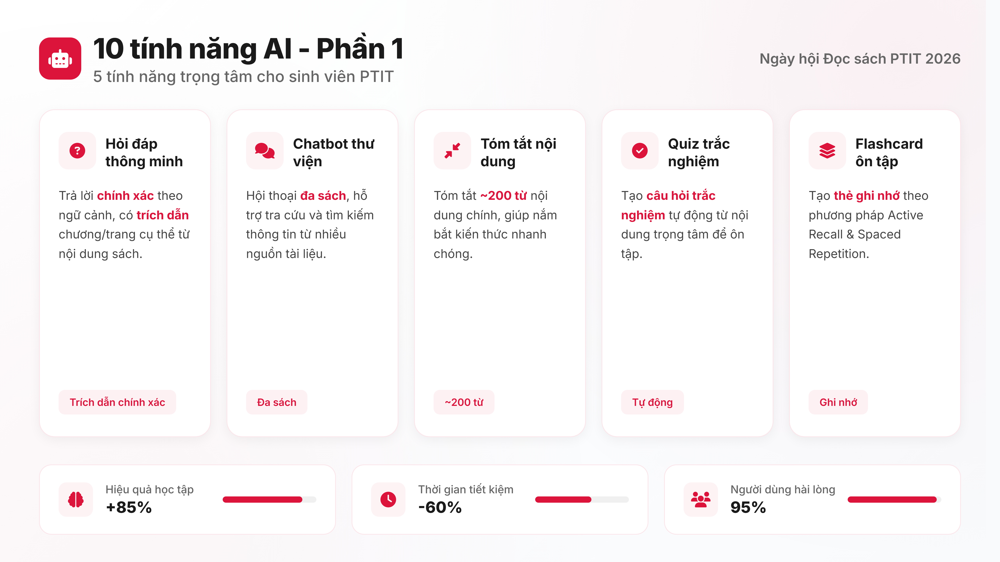 10 tính năng AI - Phần 1
5 tính năng trọng tâm cho sinh viên PTIT
Ngày hội Đọc sách PTIT 2026
Hỏi đáp
thông minh
Trả lời chính xác theo
ngữ cảnh, có trích dẫn
chương/trang cụ thể từ
nội dung sách.
Trích dẫn chính xác
Chatbot thư
viện
Hội thoại đa sách, hỗ
trợ tra cứu và tìm kiếm
thông tin từ nhiều
nguồn tài liệu.
Đa sách
Tóm tắt nội
dung
Tóm tắt ~200 từ nội
dung chính, giúp nắm
bắt kiến thức nhanh
chóng.
~200 từ
Quiz trắc
nghiệm
Tạo câu hỏi trắc
nghiệm tự động từ nội
dung trọng tâm để ôn
tập.
Tự động
Flashcard
ôn tập
Tạo thẻ ghi nhớ theo
phương pháp Active
Recall & Spaced
Repetition.
Ghi nhớ
Hiệu quả học tập
+85%
Thời gian tiết kiệm
-60%
Người dùng hài lòng
95%